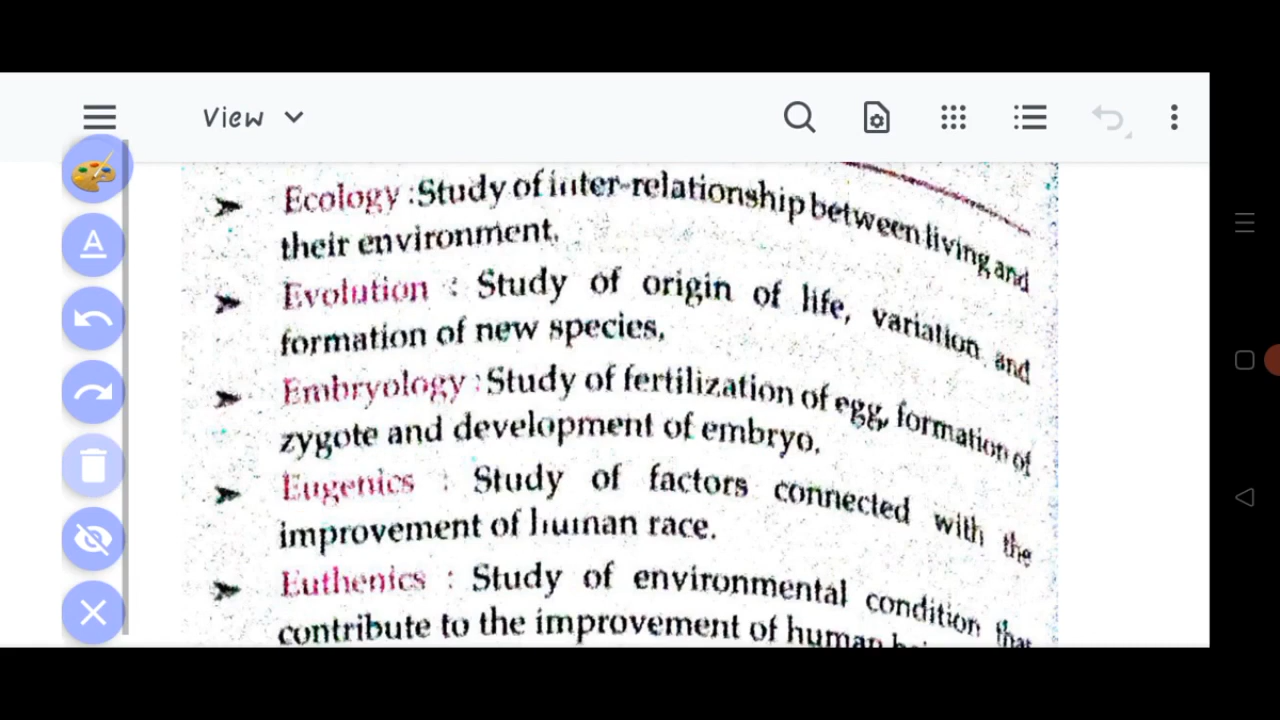 View
Ecology : Study of inter-relationship between living and
their environment.
Evolution : Study of origin of life, variation and
formation of new species.
Embryology : Study of fertilization of egg, formation of
zygote and development of embryo.
Eugenics : Study of factors connected with the
improvement of human race.
Euthenics : Study of environmental condition that
contribute to the improvement of human